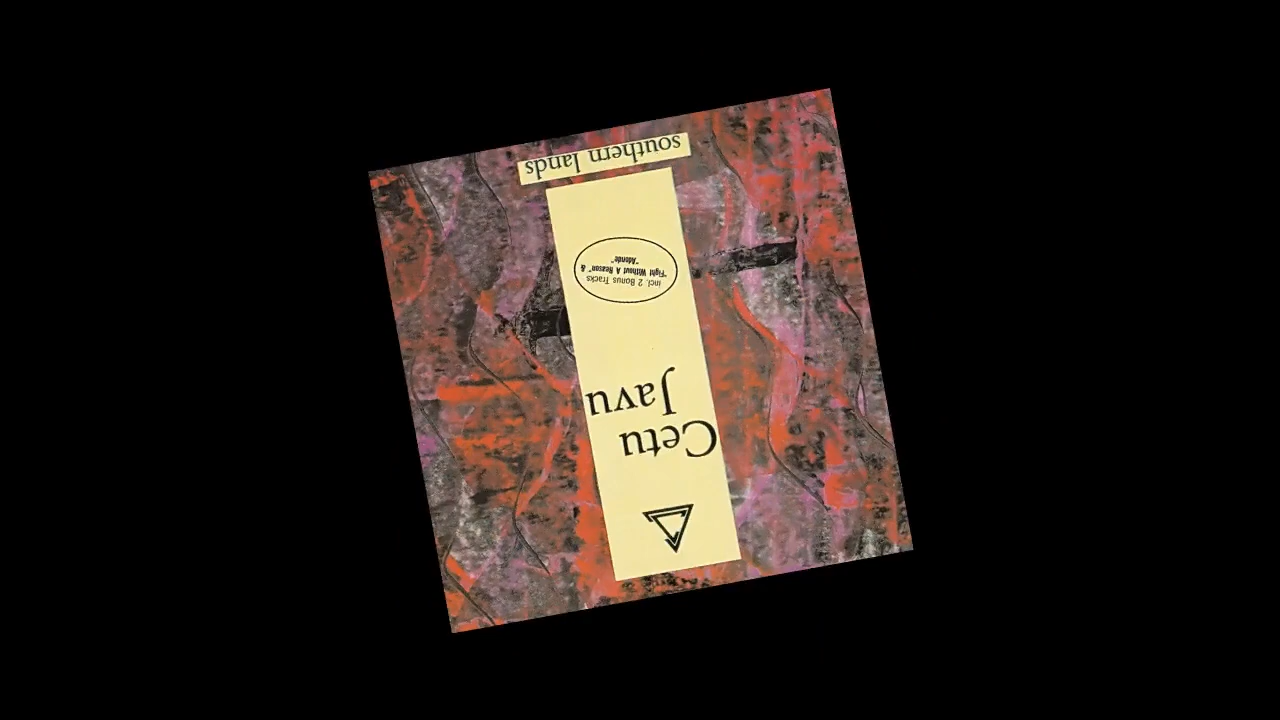 Cetu
Javu
incl. 2 Bonus Tracks
"Fight Without A Reason" &
"Adonde"
southern lands